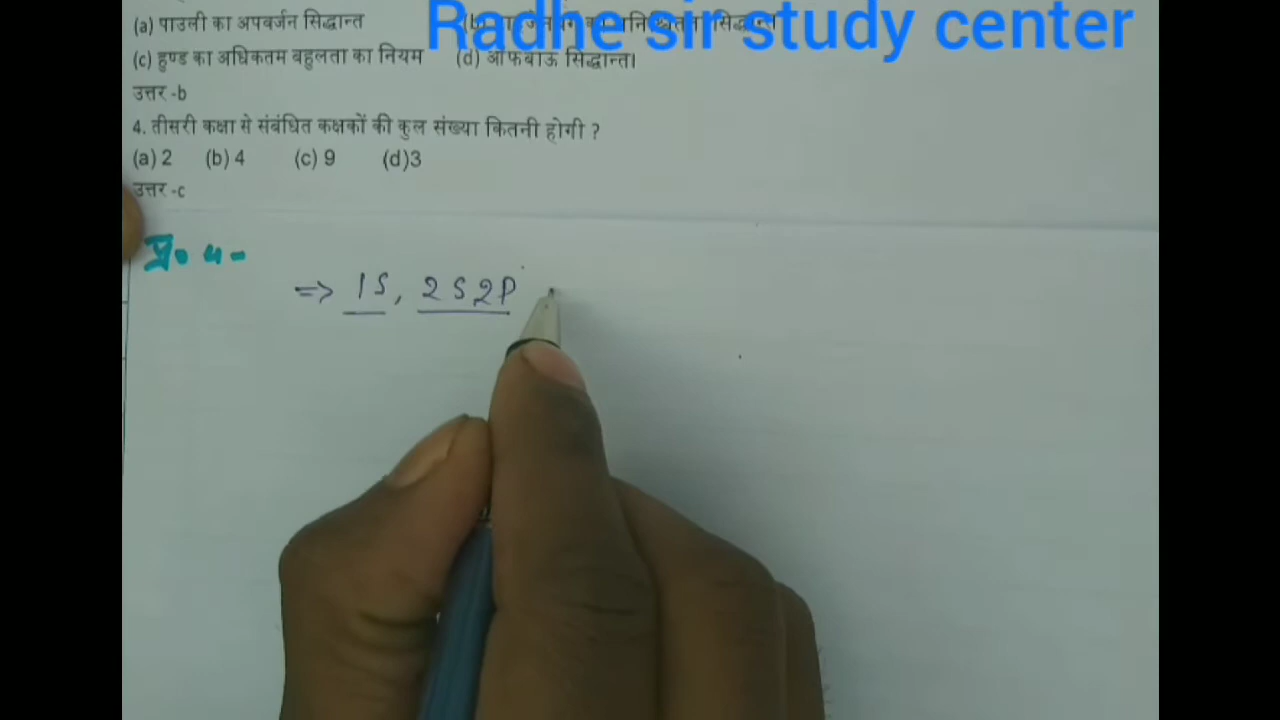 (a) पाउली का अपवर्जन सिद्धान्त (b)
Radhe sir study center
(c) हुण्ड का अधिकतम बहुलता का नियम (d) ऑफबाऊ सिद्धान्त।
उत्तर -b
4. तीसरी कक्षा से संबंधित कक्षकों की कुल संख्या कितनी होगी ?
(a) 2 (b) 4 (c) 9 (d)3
उत्तर -c
प्र० 4-
=> 1S, 2S2P